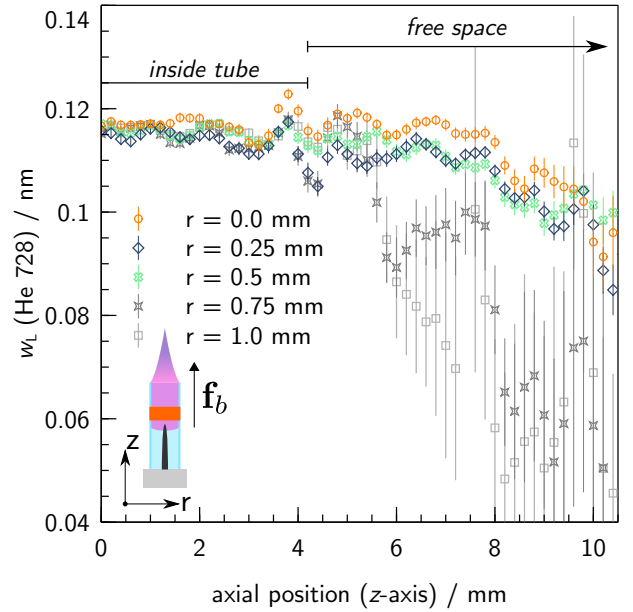 free space
inside tube
0.14
0.12
0.1
0.08
0.06
0.04
w_L (He 728) / nm
r = 0.0 mm
r = 0.25 mm
r = 0.5 mm
r = 0.75 mm
r = 1.0 mm
f_b
z
r
0 2 4 6 8 10
axial position (z-axis) / mm